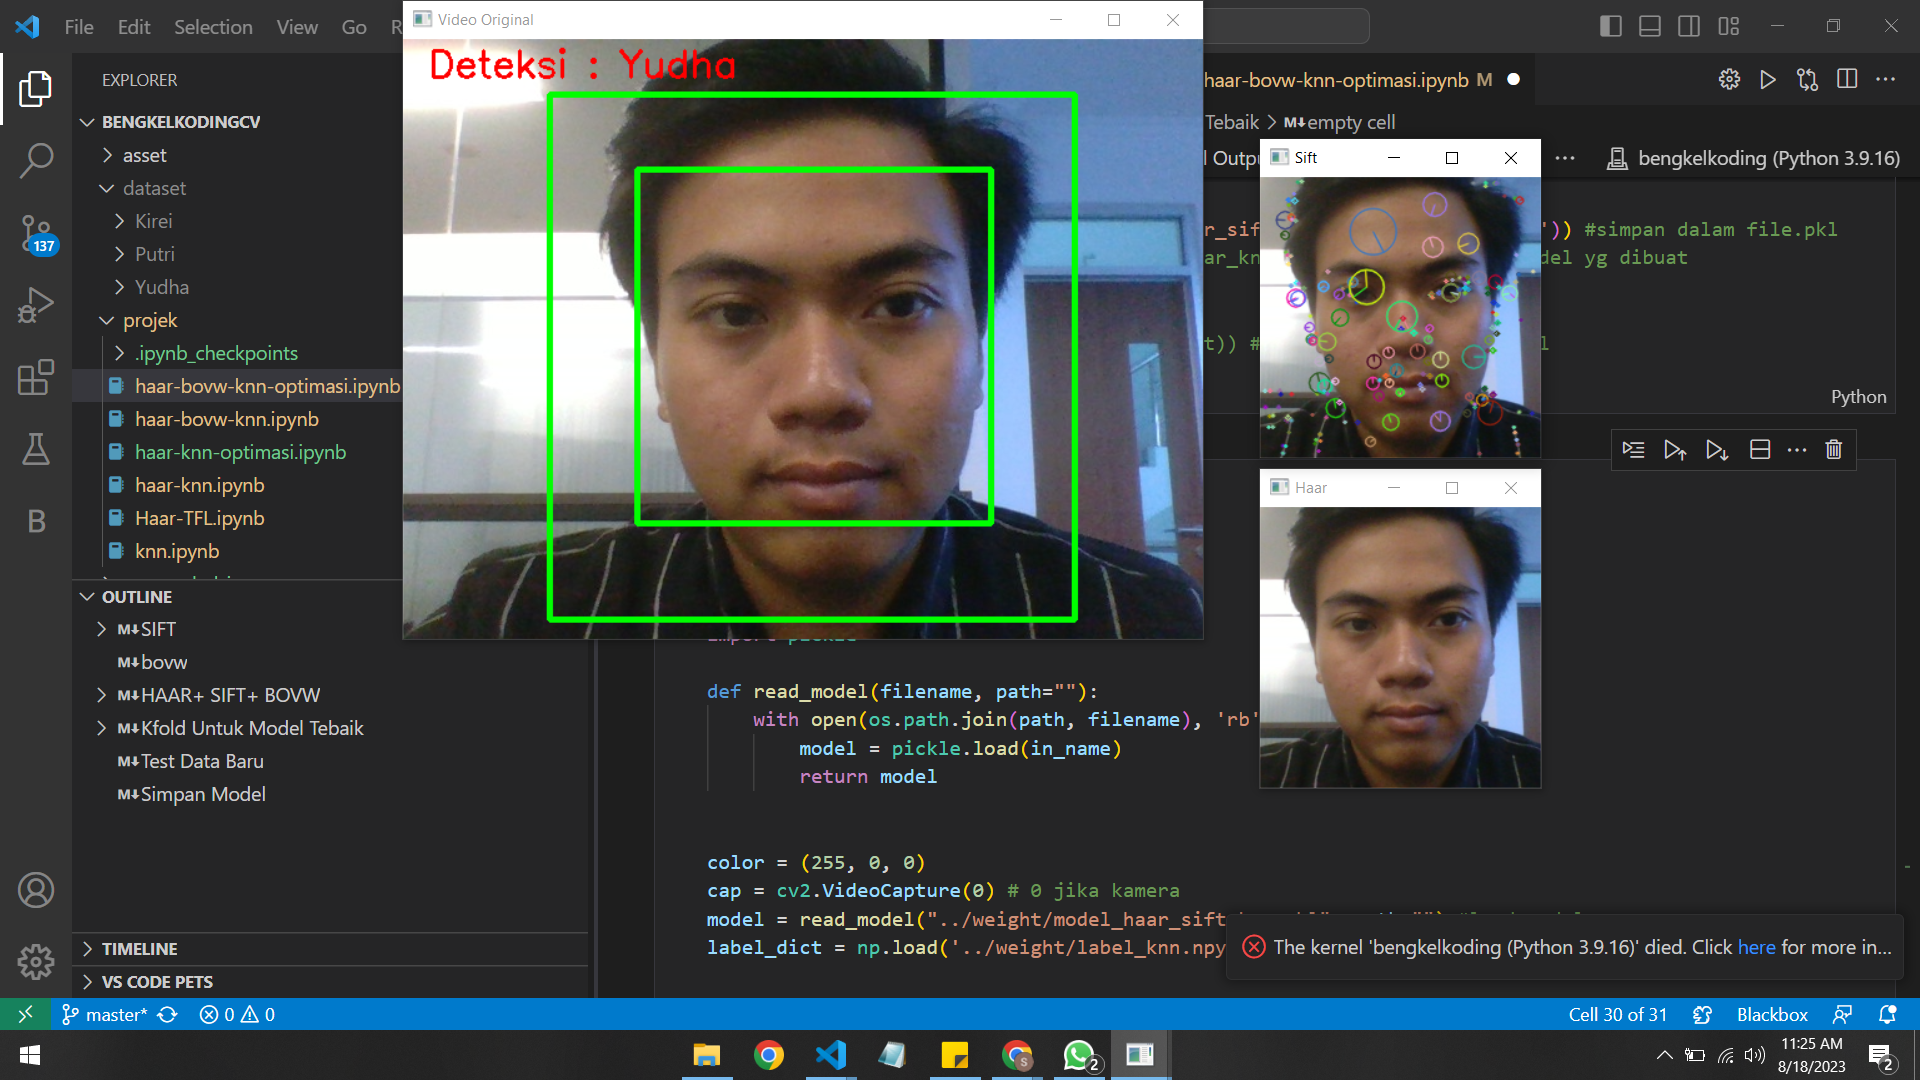 File Edit Selection View Go R
Video Original
Deteksi : Yudha
EXPLORER
BENGKELKODINGCV
asset
dataset
Kirei
Putri
Yudha
projek
.ipynb_checkpoints
haar-bovw-knn-optimasi.ipynb
haar-bovw-knn.ipynb
haar-knn-optimasi.ipynb
haar-knn.ipynb
Haar-TFL.ipynb
knn.ipynb
137
B
OUTLINE
M↓SIFT
M↓bovw
M↓HAAR+ SIFT+ BOVW
M↓Kfold Untuk Model Tebaik
M↓Test Data Baru
M↓Simpan Model
TIMELINE
VS CODE PETS
haar-bovw-knn-optimasi.ipynb M
Tebaik > M↓empty cell
l Outpu
bengkelkoding (Python 3.9.16)
Sift
r_sif
')) #simpan dalam file.pkl
ar_kn
del yg dibuat
t)) #
l
Python
Haar
import pickle
def read_model(filename, path=""):
with open(os.path.join(path, filename), 'rb'
model = pickle.load(in_name)
return model
color = (255, 0, 0)
cap = cv2.VideoCapture(0) # 0 jika kamera
model = read_model("../weight/model_haar_sift
label_dict = np.load('../weight/label_knn.npy
The kernel 'bengkelkoding (Python 3.9.16)' died. Click here for more in...
master* 0 0
Cell 30 of 31 Blackbox
S
2
11:25 AM
8/18/2023
2